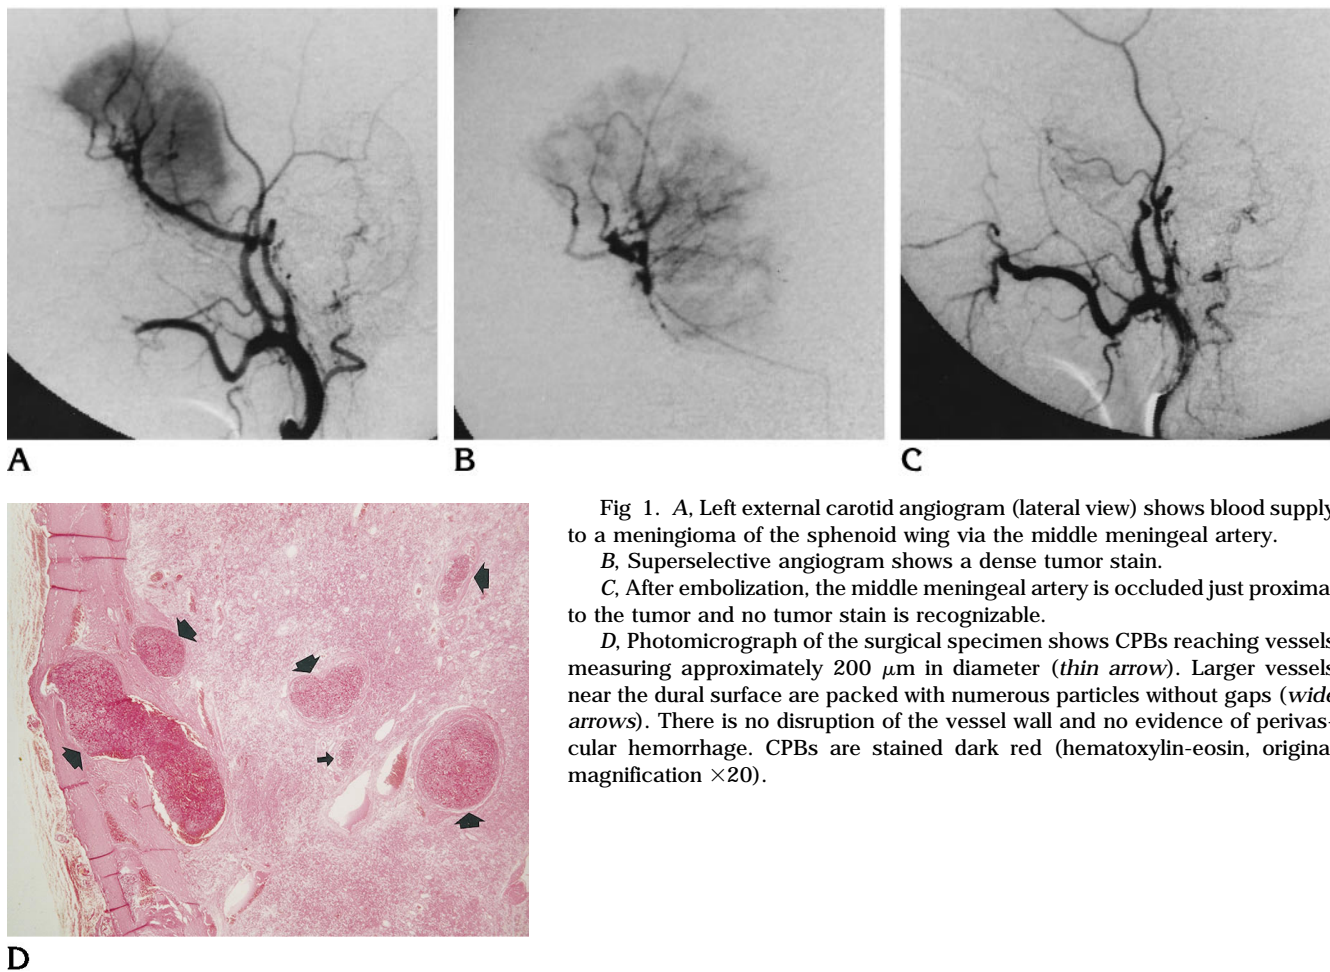 A
B
C
D
Fig 1. A, Left external carotid angiogram (lateral view) shows blood supply
to a meningioma of the sphenoid wing via the middle meningeal artery.
B, Superselective angiogram shows a dense tumor stain.
C, After embolization, the middle meningeal artery is occluded just proxima
to the tumor and no tumor stain is recognizable.
D, Photomicrograph of the surgical specimen shows CPBs reaching vessels
measuring approximately 200 μm in diameter (thin arrow). Larger vessels
near the dural surface are packed with numerous particles without gaps (wide
arrows). There is no disruption of the vessel wall and no evidence of perivas-
cular hemorrhage. CPBs are stained dark red (hematoxylin-eosin, origina
magnification ×20).